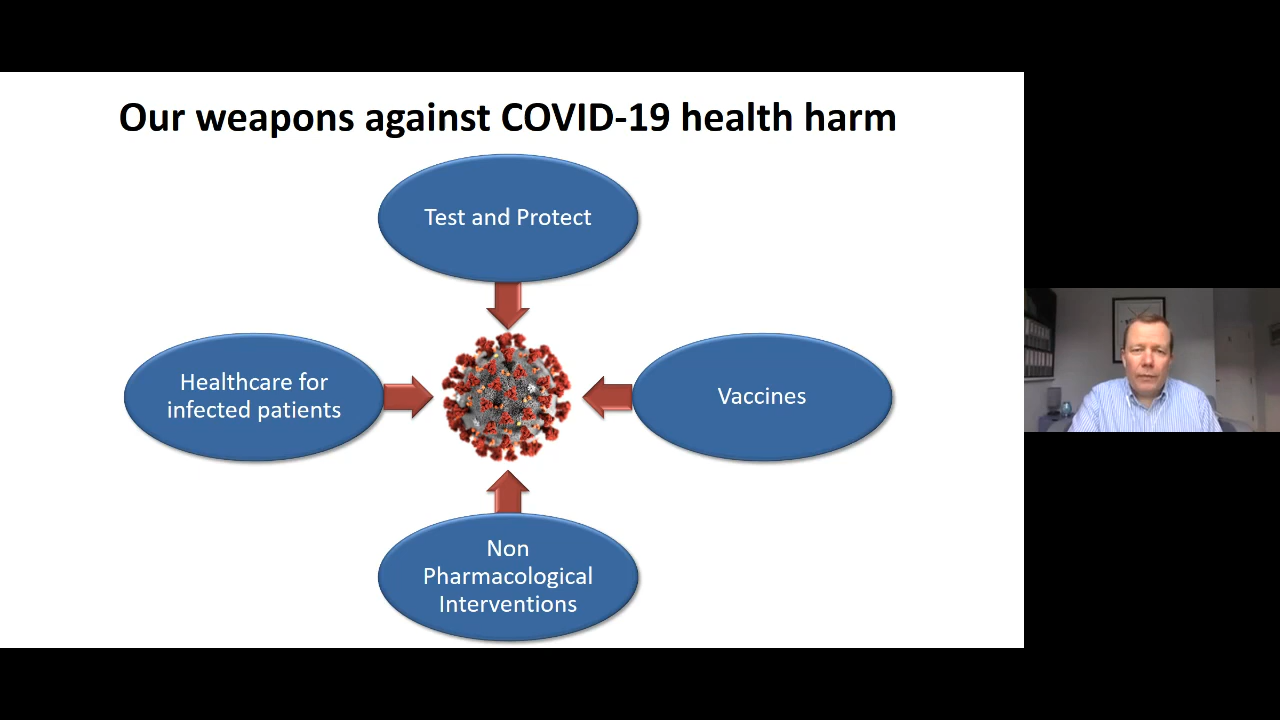 Our weapons against COVID-19 health harm
Test and Protect
Healthcare for
infected patients
Vaccines
Non
Pharmacological
Interventions